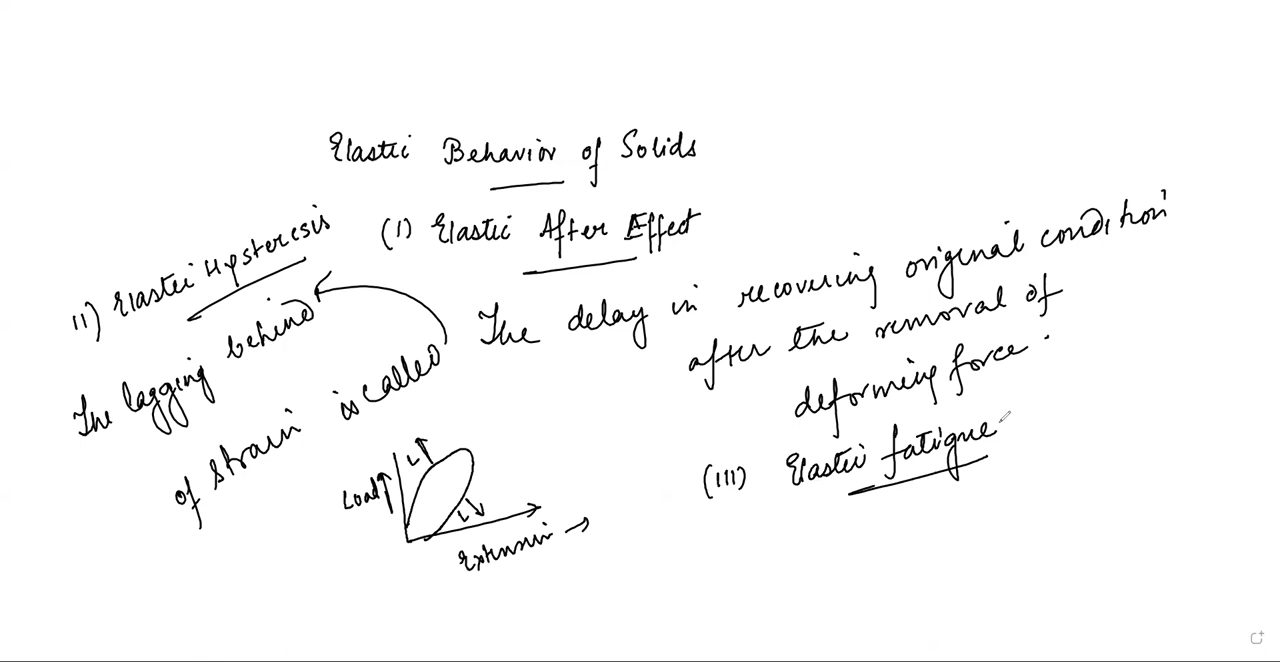 Elastic Behavior of Solids
(I) Elastic After Effect
The delay in recovering original condition
after the removal of
deforming force.
II) Elastic Hysteresis
The lagging behind
of strain is called
Load ↑
L↑
L↓
Extension →
(III) Elastic fatigue